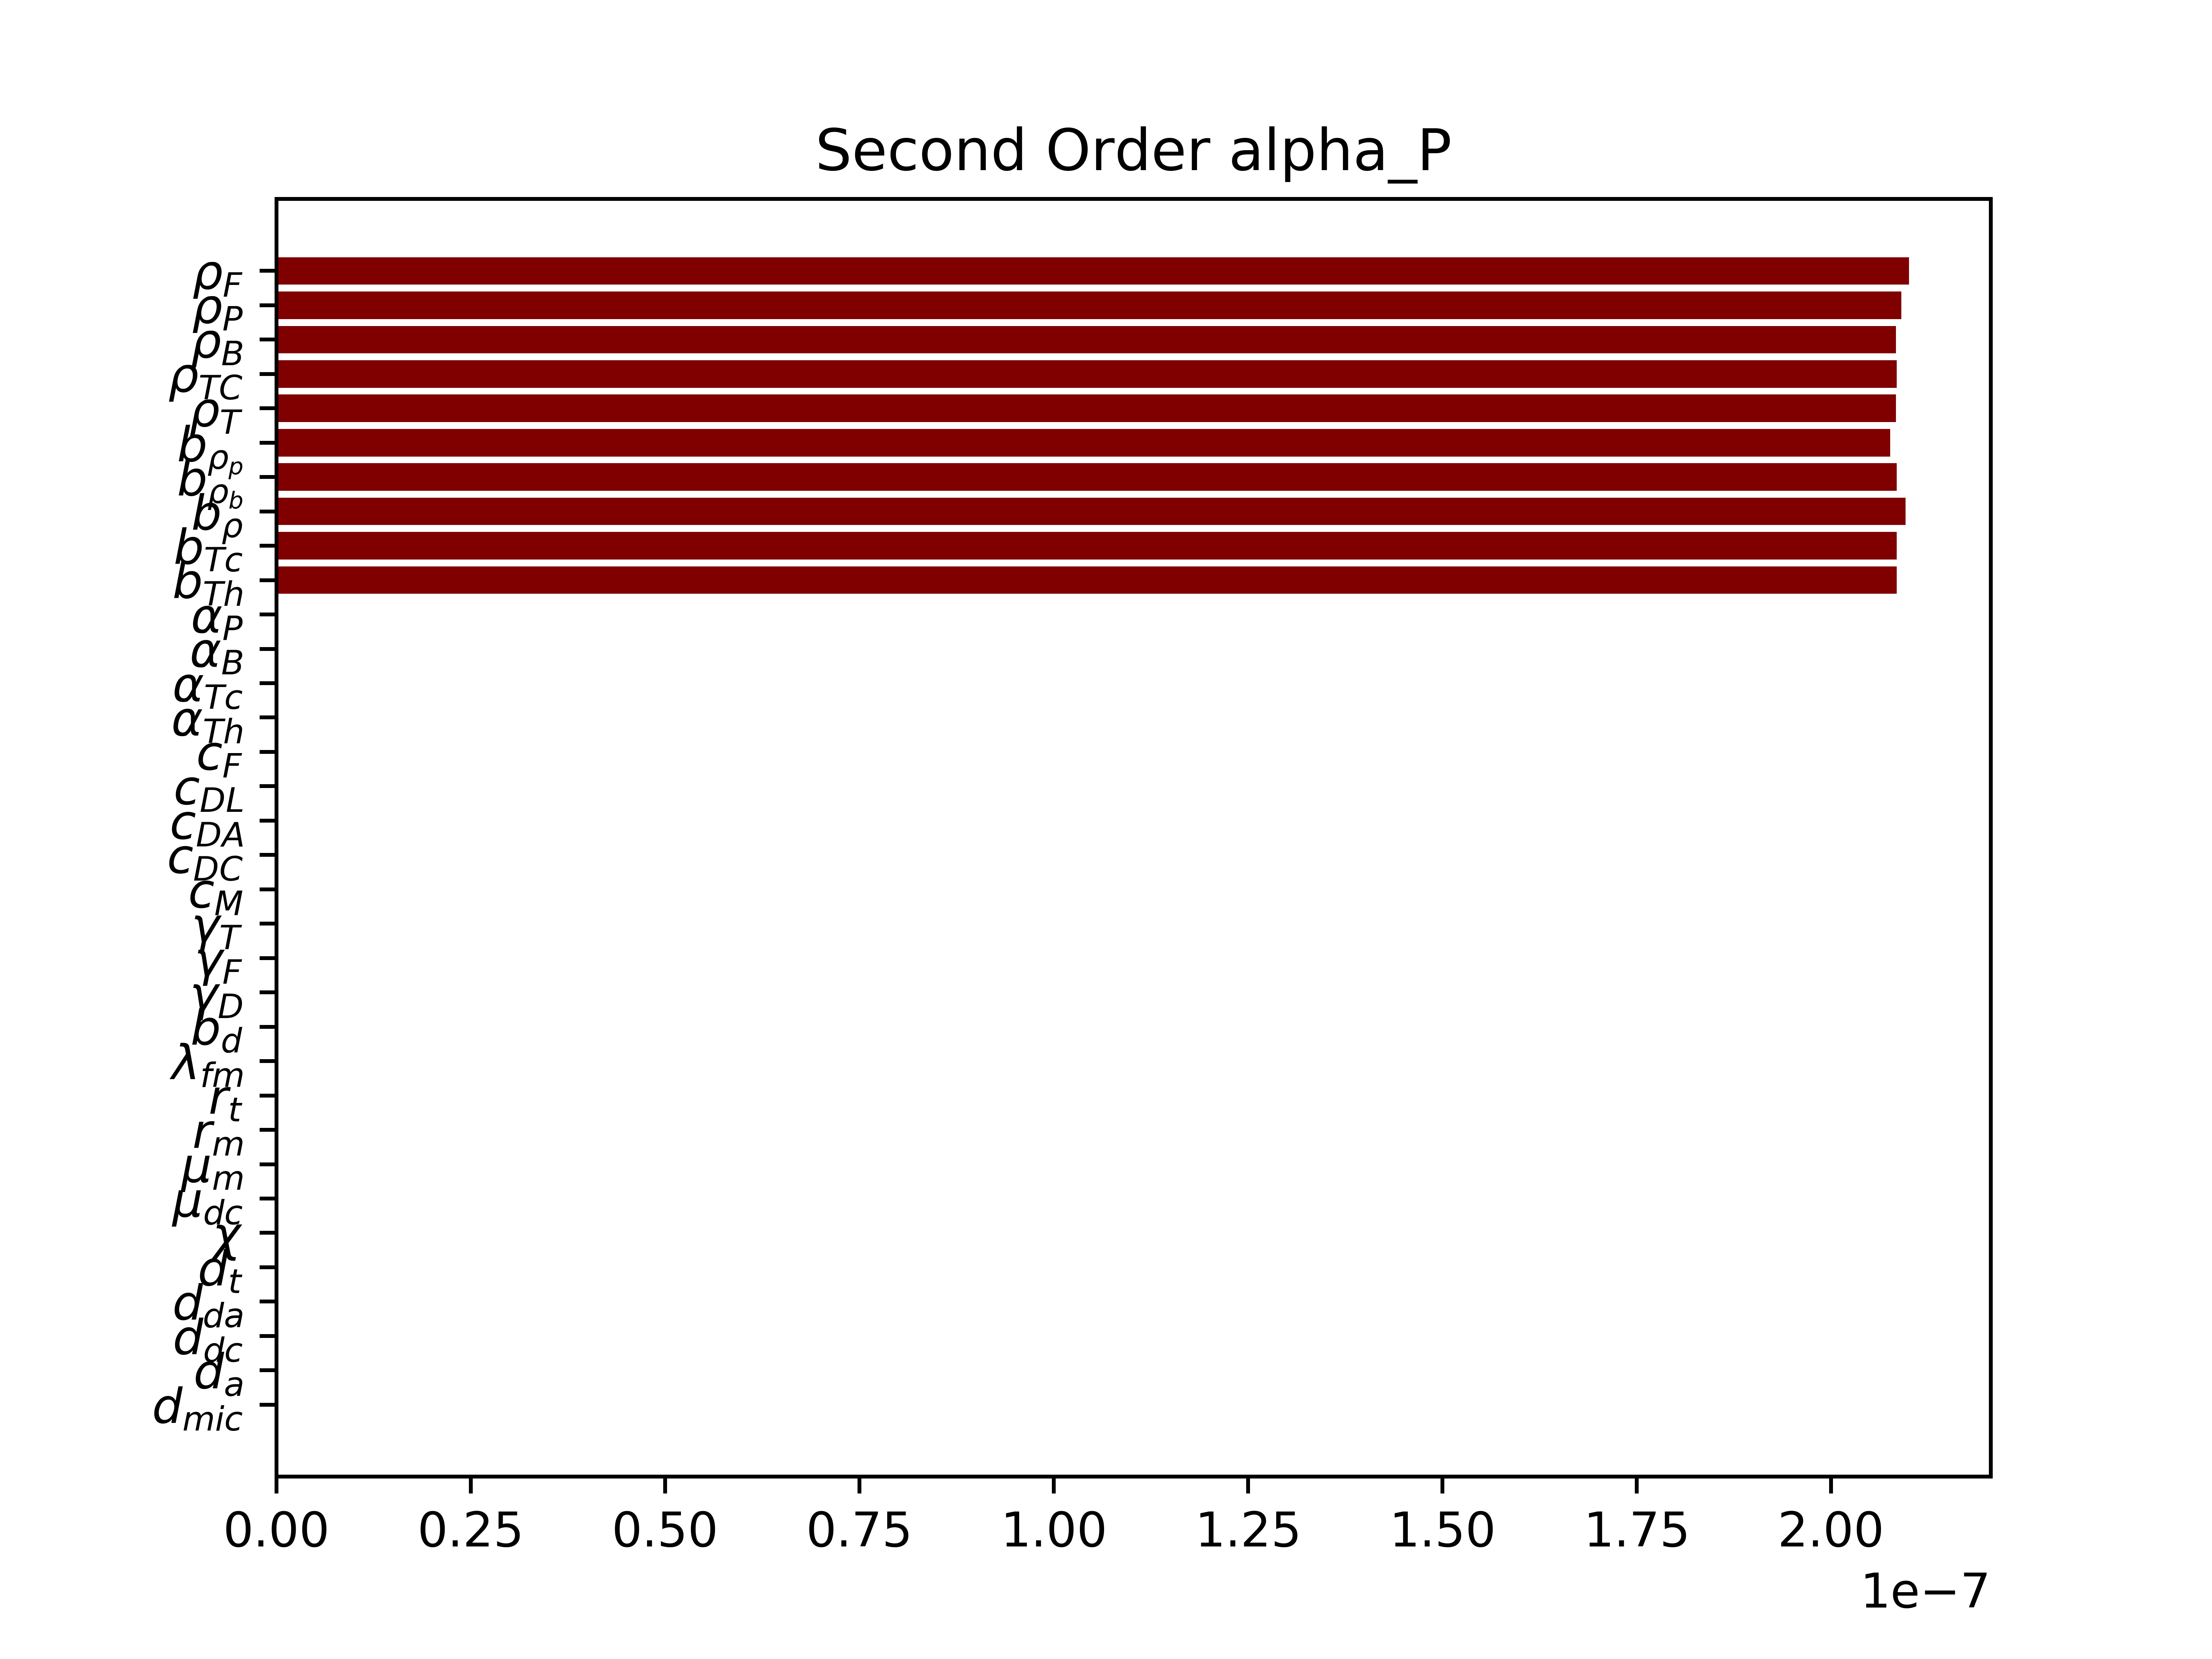 Second Order alpha_P
ρ_F
ρ_P
ρ_B
ρ_TC
ρ_T
b_ρ_p
b_ρ_b
b_ρ
b_Tc
b_Th
α_P
α_B
α_Tc
α_Th
c_F
c_DL
c_DA
c_DC
c_M
γ_T
γ_F
γ_D
b_d
λ_fm
r_t
r_m
μ_m
μ_dc
χ
d_t
d_da
d_dc
d_a
d_mic
0.00 0.25 0.50 0.75 1.00 1.25 1.50 1.75 2.00
1e−7